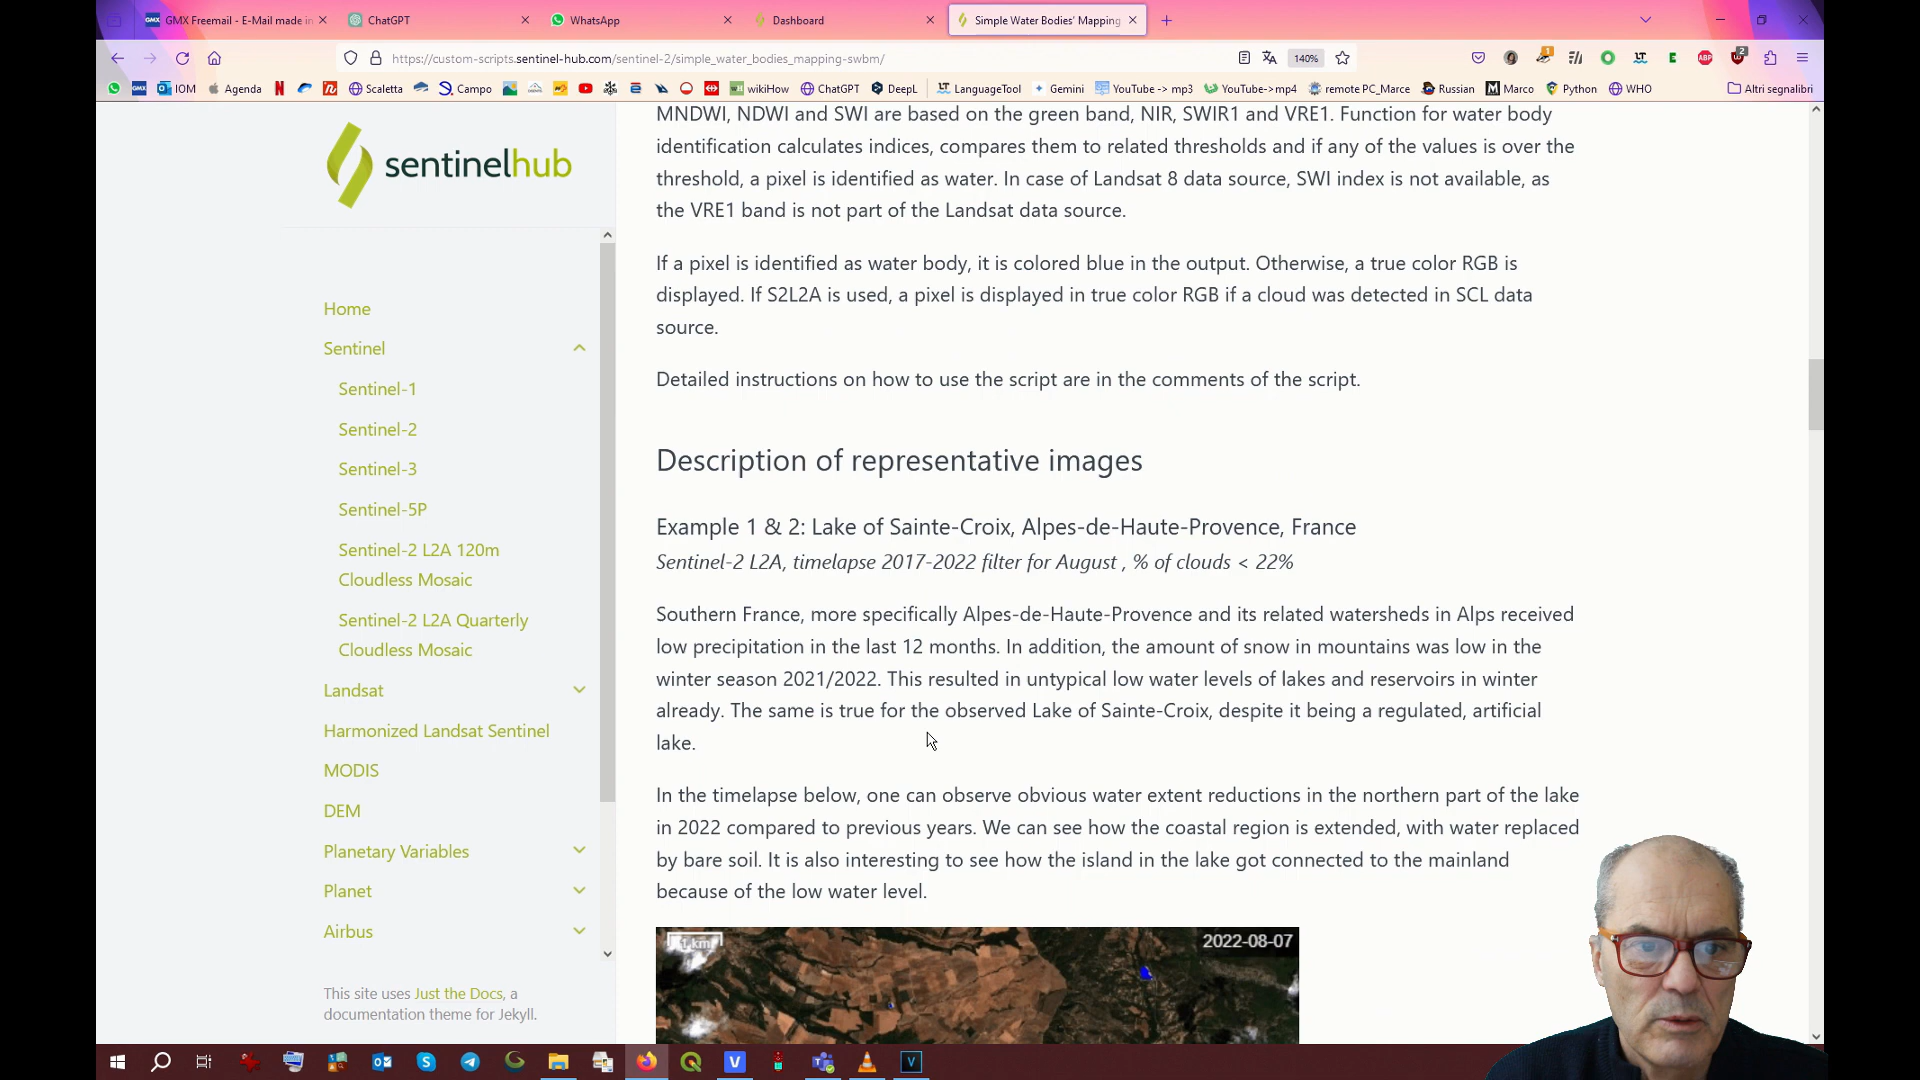 GMX Freemail - E-Mail made in
ChatGPT
WhatsApp
Dashboard
Simple Water Bodies' Mapping
https://custom-scripts.sentinel-hub.com/sentinel-2/simple_water_bodies_mapping-swbm/
140%
1
2
IOM
Agenda
Scaletta
Campo
wikiHow
ChatGPT
DeepL
LanguageTool
Gemini
YouTube -> mp3
YouTube->mp4
remote PC_Marce
Russian
Marco
Python
WHO
Altri segnalibri
sentinelhub
Home
Sentinel
Sentinel-1
Sentinel-2
Sentinel-3
Sentinel-5P
Sentinel-2 L2A 120m
Cloudless Mosaic
Sentinel-2 L2A Quarterly
Cloudless Mosaic
Landsat
Harmonized Landsat Sentinel
MODIS
DEM
Planetary Variables
Planet
Airbus
This site uses Just the Docs, a
documentation theme for Jekyll.
MNDWI, NDWI and SWI are based on the green band, NIR, SWIR1 and VRE1. Function for water body
identification calculates indices, compares them to related thresholds and if any of the values is over the
threshold, a pixel is identified as water. In case of Landsat 8 data source, SWI index is not available, as
the VRE1 band is not part of the Landsat data source.
If a pixel is identified as water body, it is colored blue in the output. Otherwise, a true color RGB is
displayed. If S2L2A is used, a pixel is displayed in true color RGB if a cloud was detected in SCL data
source.
Detailed instructions on how to use the script are in the comments of the script.
Description of representative images
Example 1 & 2: Lake of Sainte-Croix, Alpes-de-Haute-Provence, France
Sentinel-2 L2A, timelapse 2017-2022 filter for August , % of clouds < 22%
Southern France, more specifically Alpes-de-Haute-Provence and its related watersheds in Alps received
low precipitation in the last 12 months. In addition, the amount of snow in mountains was low in the
winter season 2021/2022. This resulted in untypical low water levels of lakes and reservoirs in winter
already. The same is true for the observed Lake of Sainte-Croix, despite it being a regulated, artificial
lake.
In the timelapse below, one can observe obvious water extent reductions in the northern part of the lake
in 2022 compared to previous years. We can see how the coastal region is extended, with water replaced
by bare soil. It is also interesting to see how the island in the lake got connected to the mainland
because of the low water level.
1 km
2022-08-07